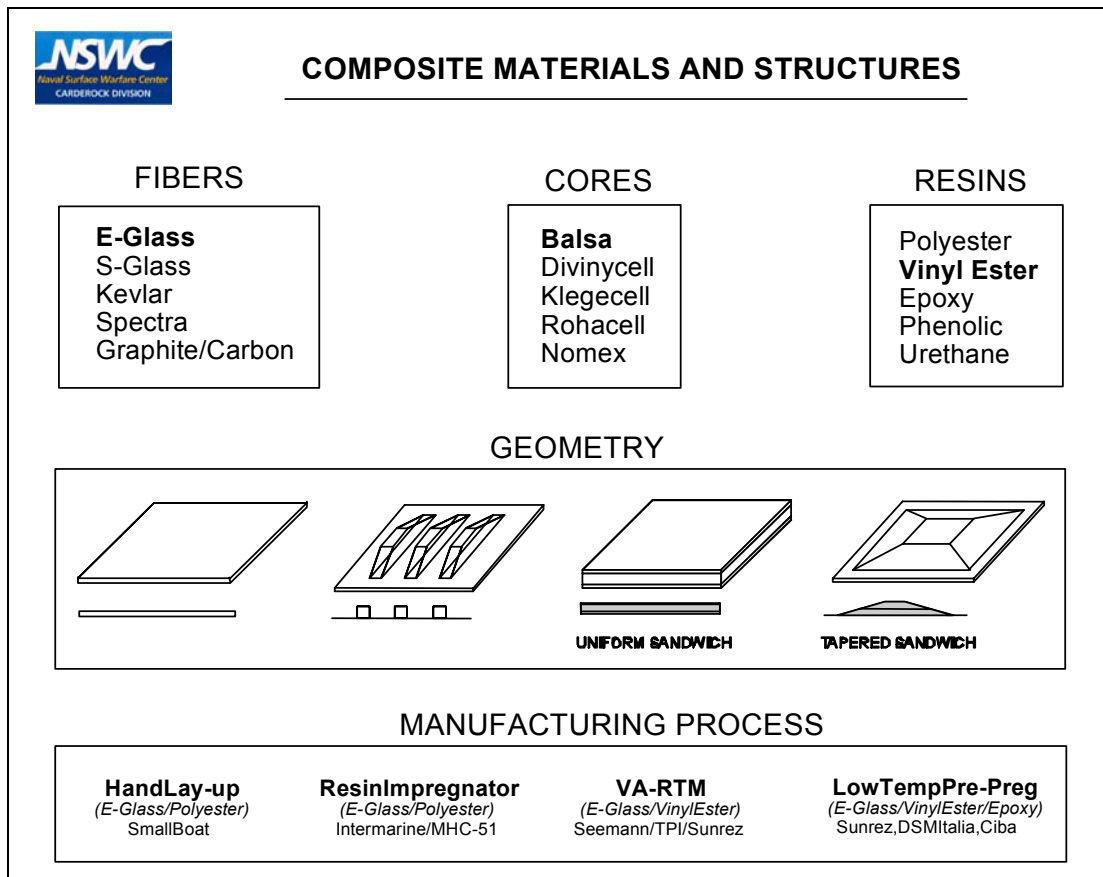 NSWC
Naval Surface Warfare Center
CARDEROCK DIVISION
COMPOSITE MATERIALS AND STRUCTURES
FIBERS
E-Glass
S-Glass
Kevlar
Spectra
Graphite/Carbon
CORES
Balsa
Divinycell
Klegecell
Rohacell
Nomex
RESINS
Polyester
Vinyl Ester
Epoxy
Phenolic
Urethane
GEOMETRY
UNIFORM SANDWICH
TAPERED SANDWICH
MANUFACTURING PROCESS
HandLay-up
(E-Glass/Polyester)
SmallBoat
ResinImpregnator
(E-Glass/Polyester)
Intermarine/MHC-51
VA-RTM
(E-Glass/VinylEster)
Seemann/TPI/Sunrez
LowTempPre-Preg
(E-Glass/VinylEster/Epoxy)
Sunrez,DSMItalia,Ciba